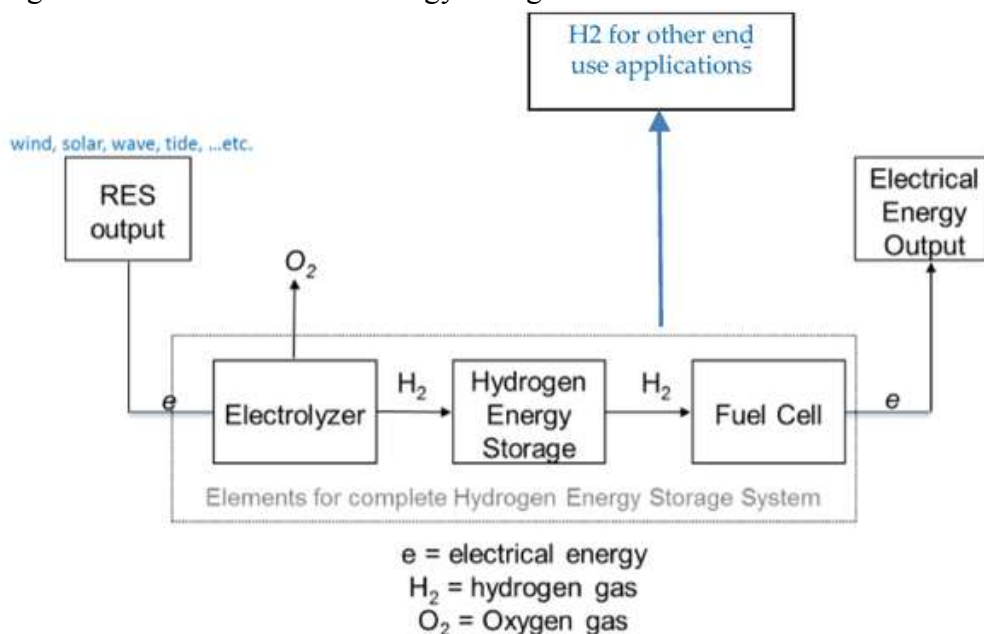 H2 for other end
use applications
wind, solar, wave, tide, ...etc.
RES
output
Electrical
Energy
Output
O₂
e
Electrolyzer
H₂
Hydrogen
Energy
Storage
H₂
Fuel Cell
e
Elements for complete Hydrogen Energy Storage System
e = electrical energy
H₂ = hydrogen gas
O₂ = Oxygen gas